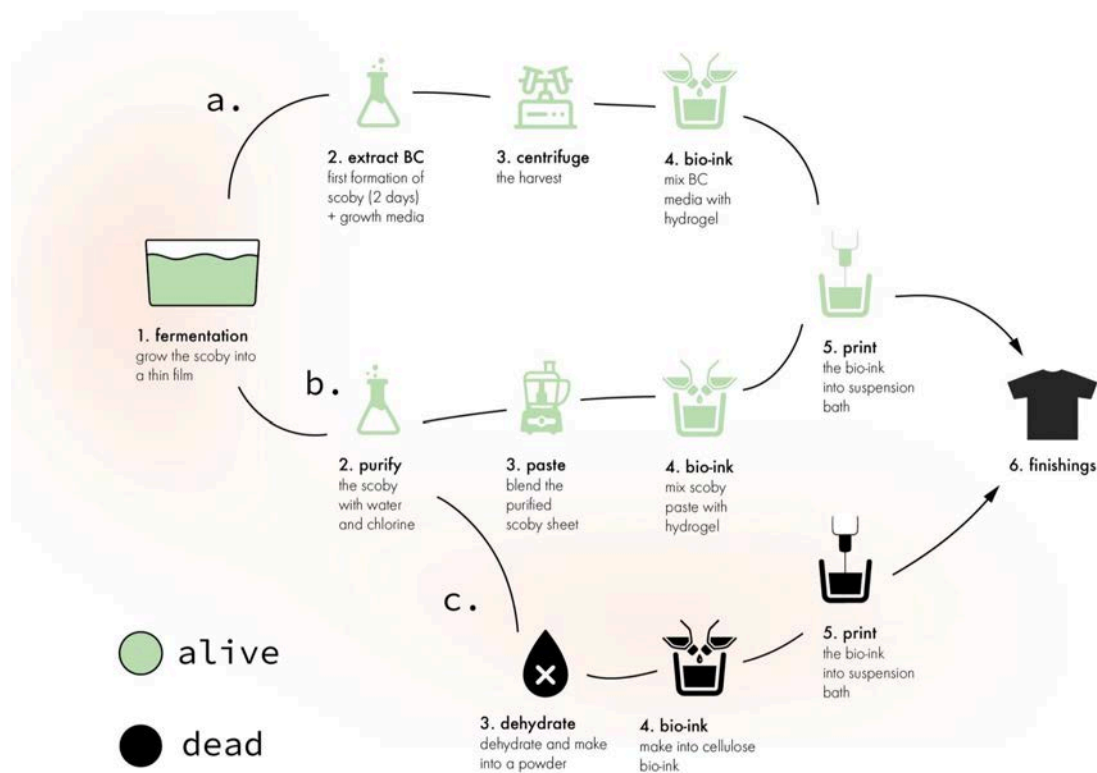 a.
2. extract BC
first formation of
scoby (2 days)
+ growth media
3. centrifuge
the harvest
4. bio-ink
mix BC
media with
hydrogel
1. fermentation
grow the scoby into
a thin film
5. print
the bio-ink
into suspension
bath
b.
2. purify
the scoby
with water
and chlorine
3. paste
blend the
purified
scoby sheet
4. bio-ink
mix scoby
paste with
hydrogel
6. finishings
c.
3. dehydrate
dehydrate and make
into a powder
4. bio-ink
make into cellulose
bio-ink
5. print
the bio-ink
into suspension
bath
alive
dead